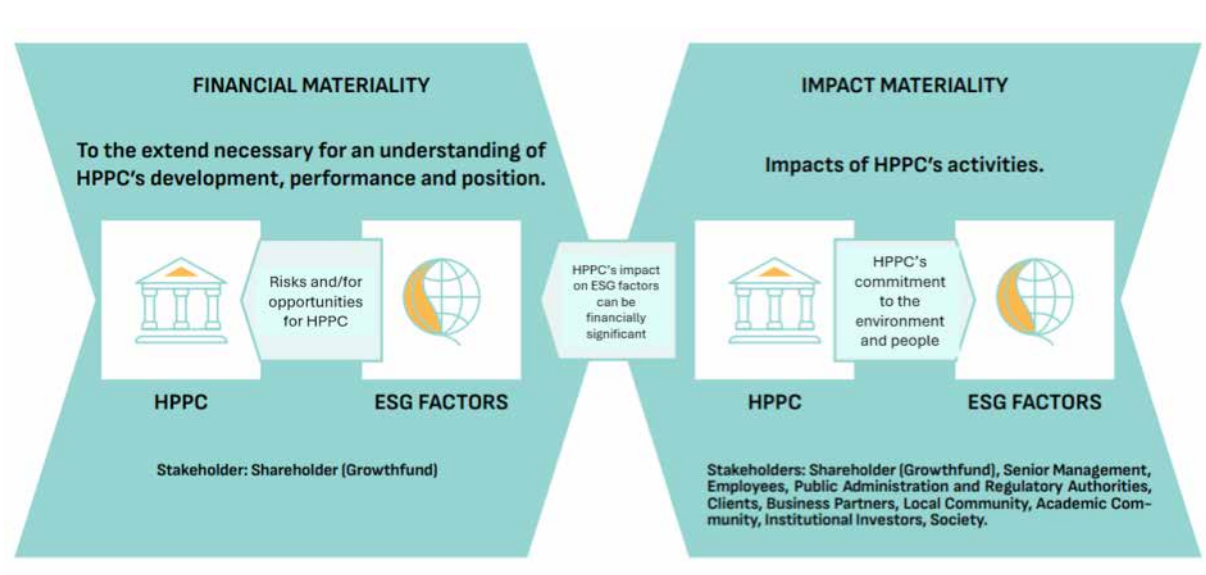 FINANCIAL MATERIALITY
To the extend necessary for an understanding of
HPPC's development, performance and position.
Risks and/for
opportunities
for HPPC
HPPC
ESG FACTORS
Stakeholder: Shareholder (Growthfund)
HPPC's impact
on ESG factors
can be
financially
significant
IMPACT MATERIALITY
Impacts of HPPC's activities.
HPPC's
commitment
to the
environment
and people
HPPC
ESG FACTORS
Stakeholders: Shareholder (Growthfund), Senior Management,
Employees, Public Administration and Regulatory Authorities,
Clients, Business Partners, Local Community, Academic Com-
munity, Institutional Investors, Society.